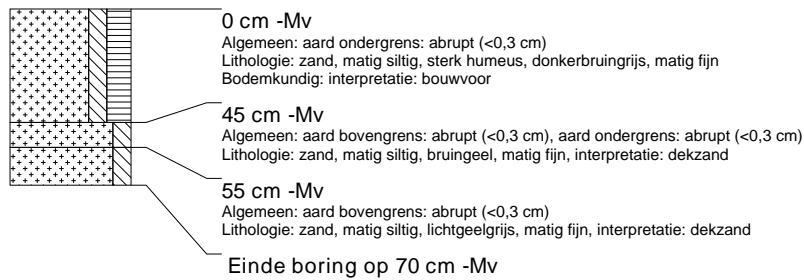 0 cm -Mv
Algemeen: aard ondergrens: abrupt (<0,3 cm)
Lithologie: zand, matig siltig, sterk humeus, donkerbruingrijs, matig fijn
Bodemkundig: interpretatie: bouwvoor
45 cm -Mv
Algemeen: aard bovengrens: abrupt (<0,3 cm), aard ondergrens: abrupt (<0,3 cm)
Lithologie: zand, matig siltig, bruingeel, matig fijn, interpretatie: dekzand
55 cm -Mv
Algemeen: aard bovengrens: abrupt (<0,3 cm)
Lithologie: zand, matig siltig, lichtgeelgrijs, matig fijn, interpretatie: dekzand
Einde boring op 70 cm -Mv